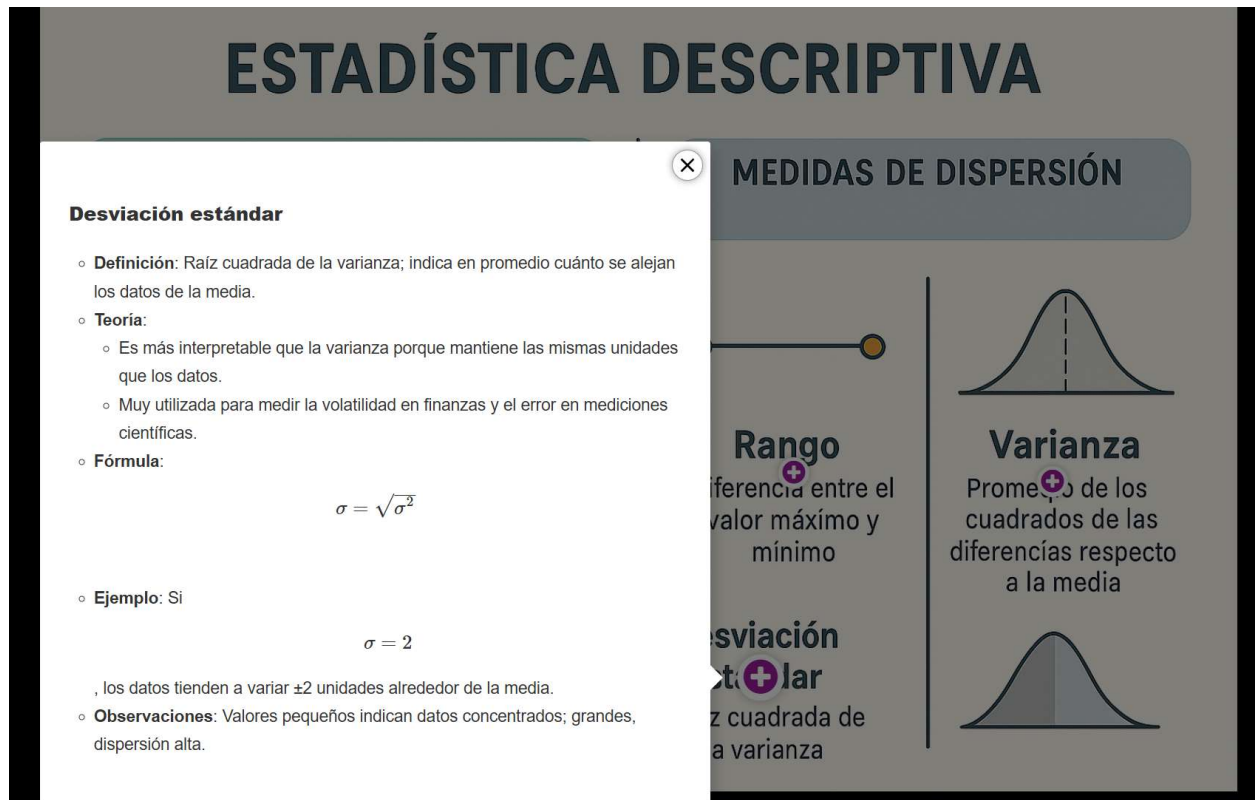 ESTADÍSTICA DESCRIPTIVA
MEDIDAS DE DISPERSIÓN
Desviación estándar
Definición: Raíz cuadrada de la varianza; indica en promedio cuánto se alejan
los datos de la media.
Teoría:
Es más interpretable que la varianza porque mantiene las mismas unidades
que los datos.
Muy utilizada para medir la volatilidad en finanzas y el error en mediciones
científicas.
Fórmula:
σ = √σ²
Ejemplo: Si
σ = 2
, los datos tienden a variar ±2 unidades alrededor de la media.
Observaciones: Valores pequeños indican datos concentrados; grandes,
dispersión alta.
Rango
iferencia entre el
valor máximo y
mínimo
Varianza
de los
cuadrados de las
diferencías respecto
a la media
sviación
lar
z cuadrada de
a varianza